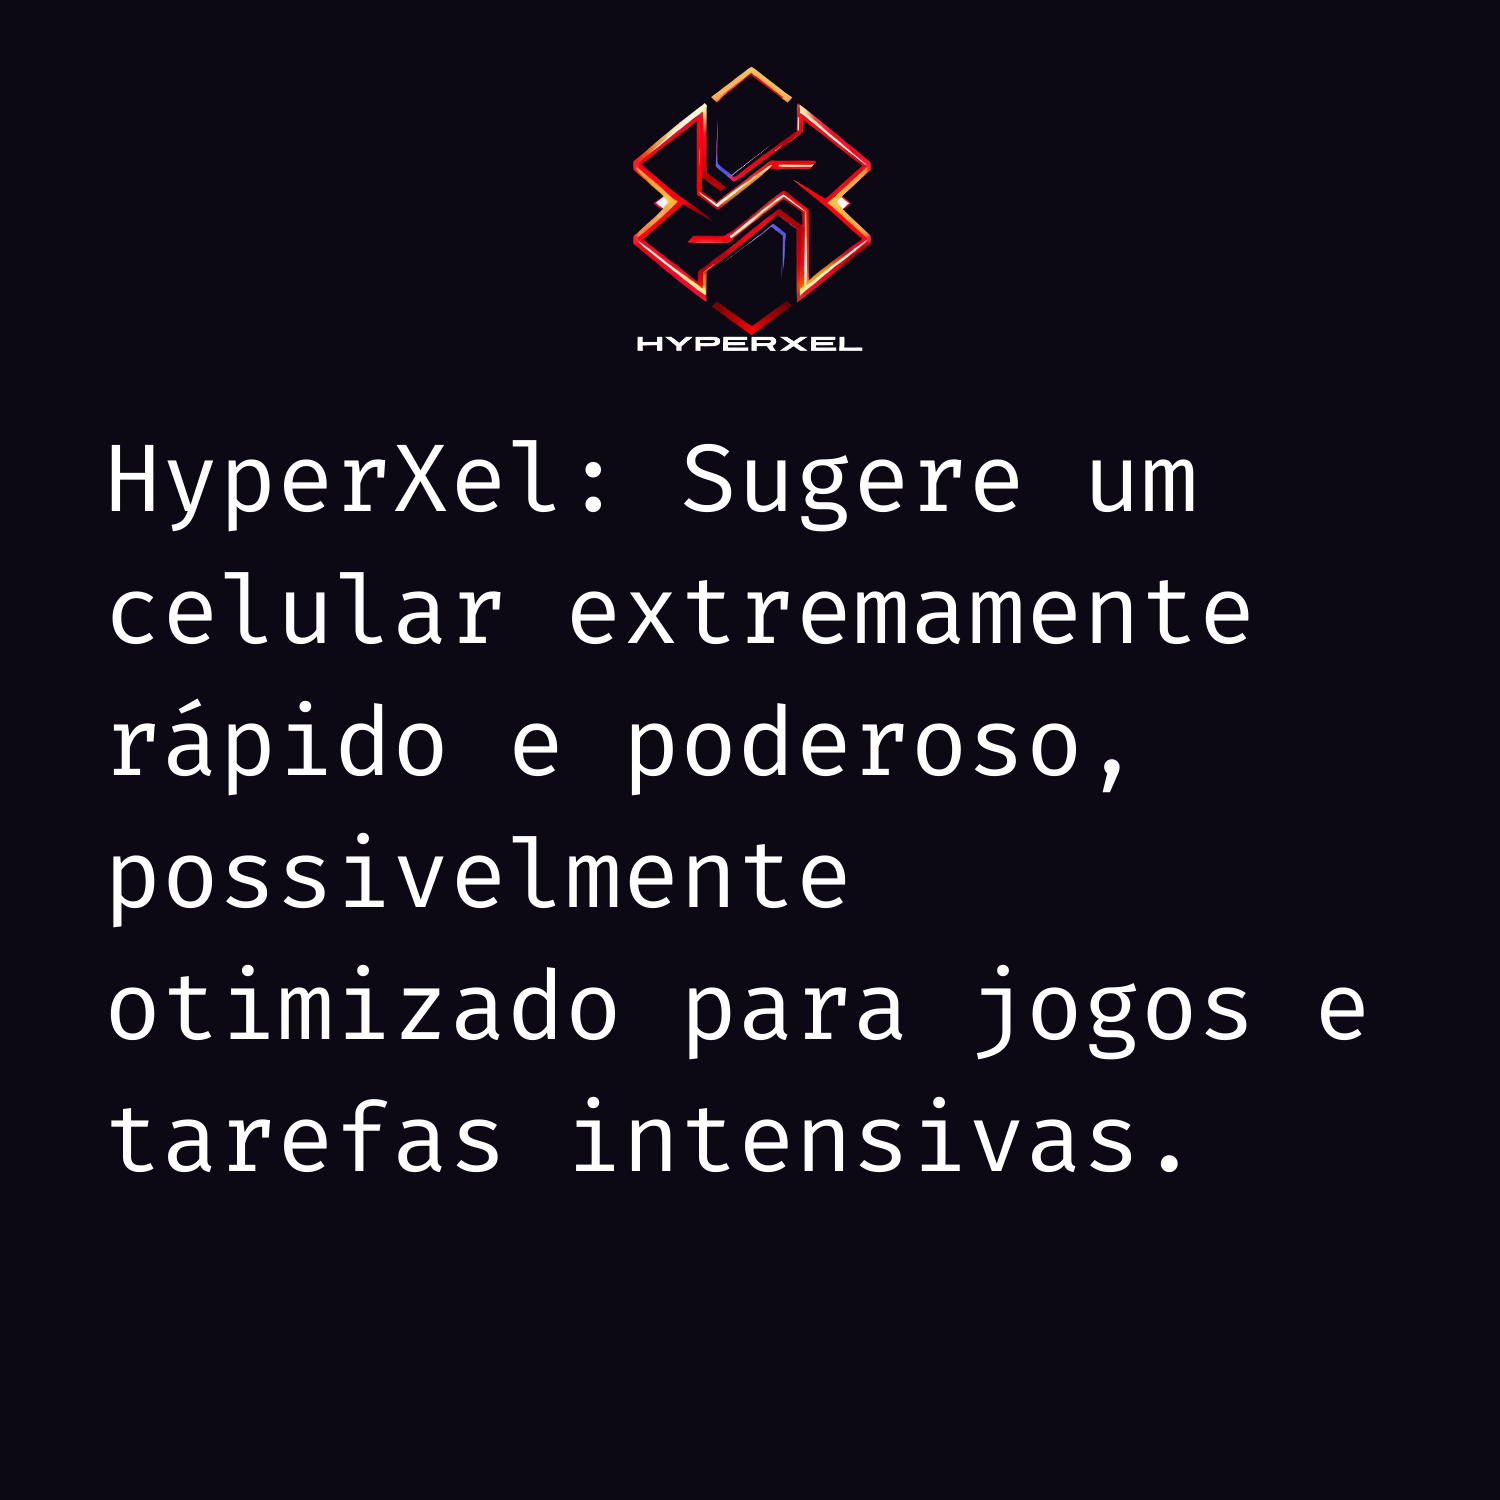 HYPERXEL
HyperXel: Sugere um
celular extremamente
rápido e poderoso,
possivelmente
otimizado para jogos e
tarefas intensivas.